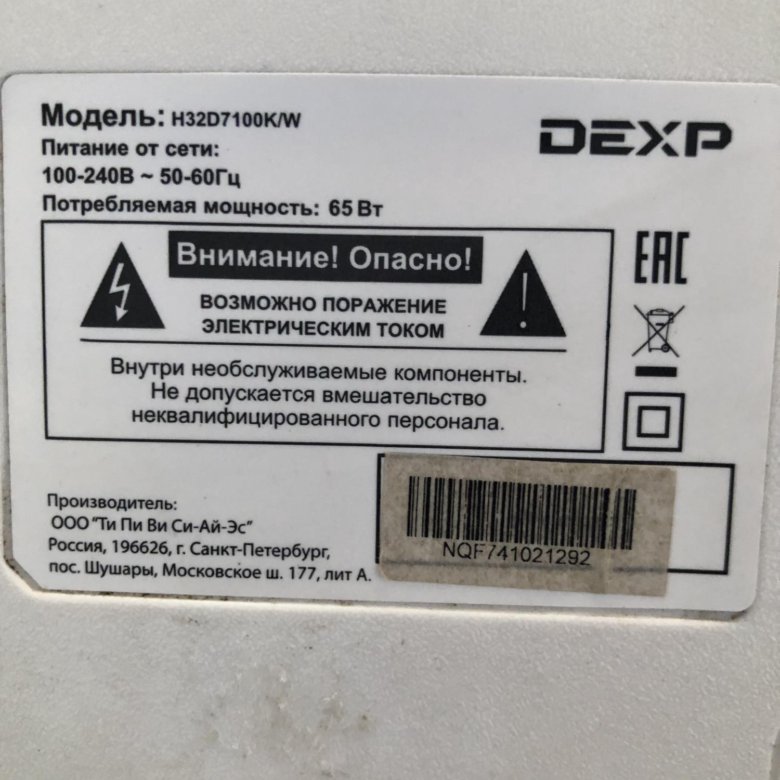 Модель: H32D7100K/W
DEXP
Питание от сети:
100-240В ~ 50-60Гц
Потребляемая мощность: 65 Вт
Внимание! Опасно!
ВОЗМОЖНО ПОРАЖЕНИЕ
ЭЛЕКТРИЧЕСКИМ ТОКОМ
Внутри необслуживаемые компоненты.
Не допускается вмешательство
неквалифицированного персонала.
EAC
Производитель:
ООО "Ти Пи Ви Си-Ай-Эс"
Россия, 196626, г. Санкт-Петербург,
пос. Шушары, Московское ш. 177, лит А.
NQF741021292